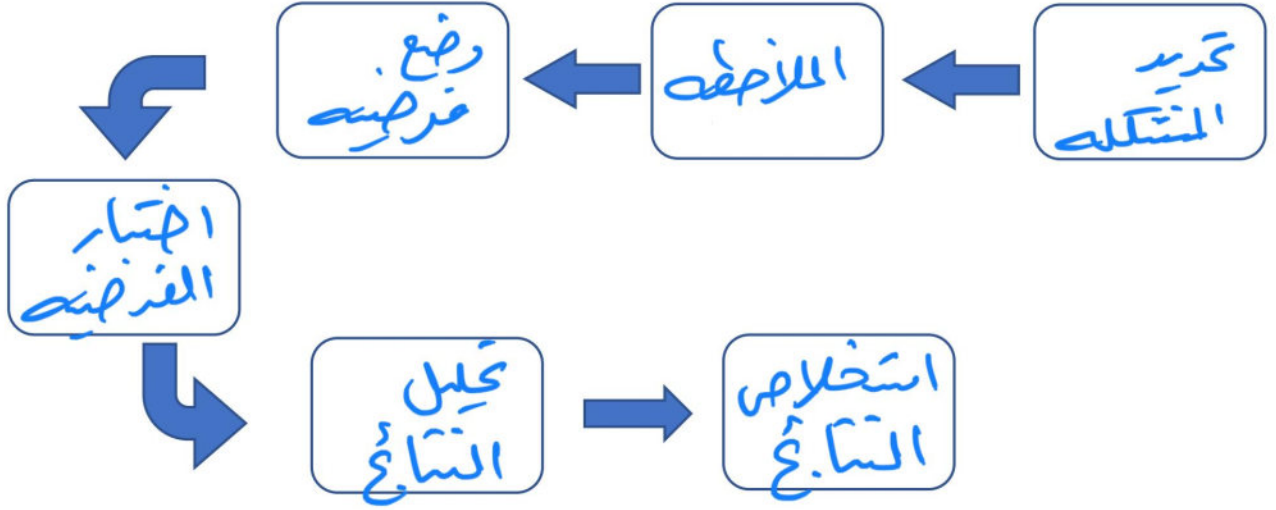 تحديد
المشكله
الملاحظه
وضع
فرضيه
اختبار
الفرضيه
تحليل
النتائج
استخلاص
النتائج